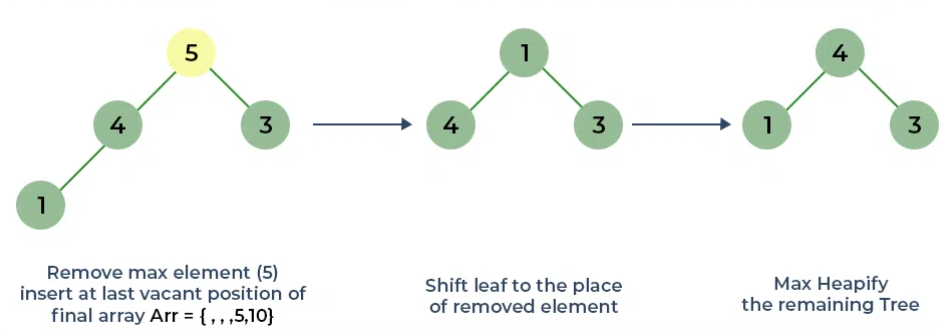 5
4
3
1
1
4
3
4
1
3
Remove max element (5)
insert at last vacant position of
final array Arr = { , , ,5,10}
Shift leaf to the place
of removed element
Max Heapify
the remaining Tree